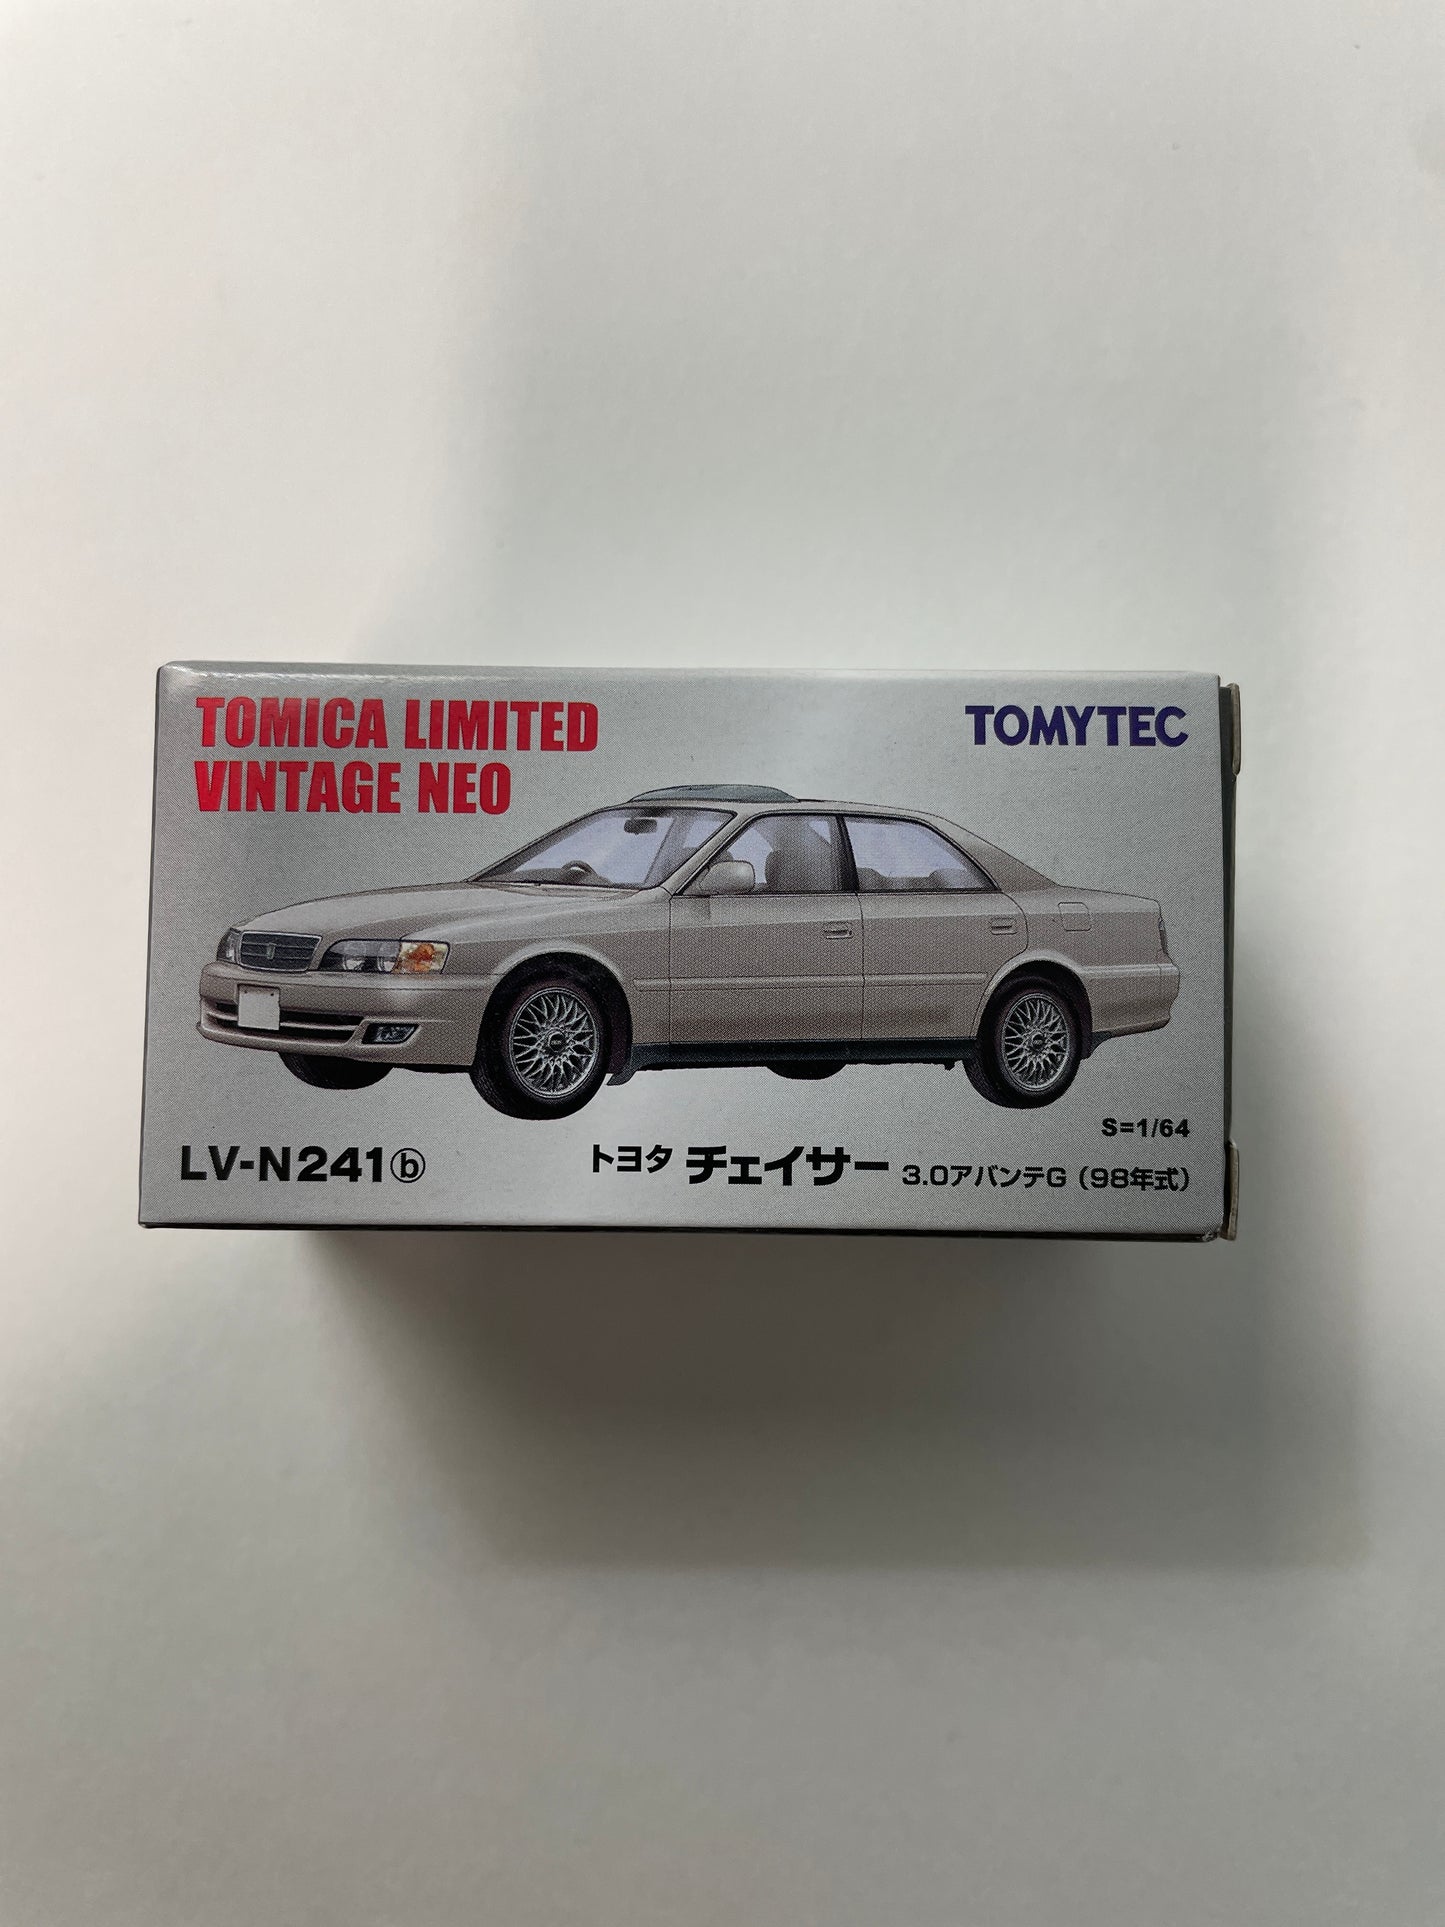 TOMICA LIMITED
VINTAGE NEO
TOMYTEC
S=1/64
LV-N241ⓑ
トヨタ チェイサー 3.0アバンテG（98年式）